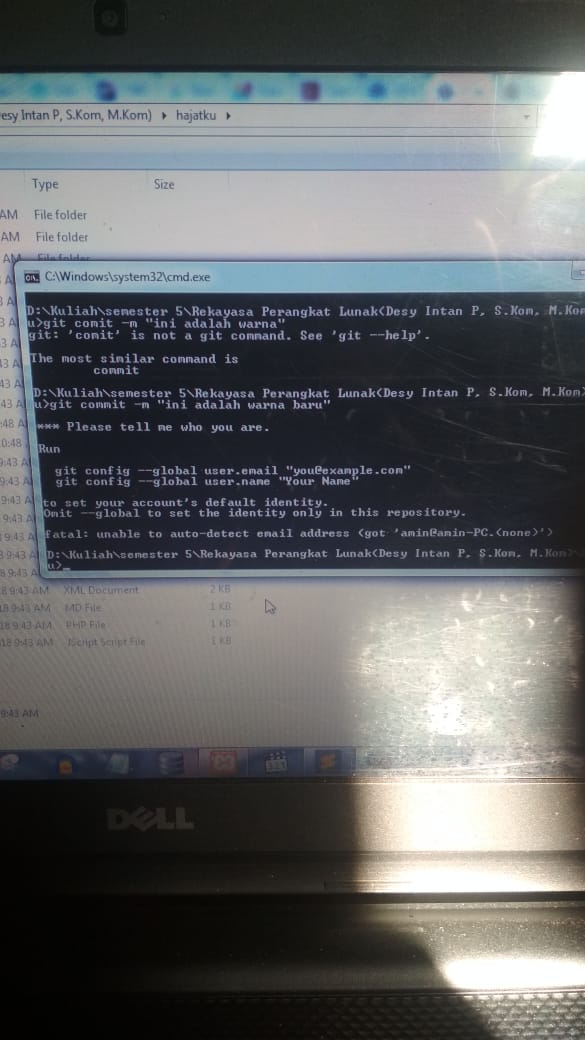 esy Intan P, S.Kom, M.Kom) ▸ hajatku ▸
Type Size
AM File folder
AM File folder
AM File folder
C:\Windows\system32\cmd.exe
D:\Kuliah\semester 5\Rekayasa Perangkat Lunak(Desy Intan P, S.Kom, M.Kom
u>git comit -m "ini adalah warna"
git: 'comit' is not a git command. See 'git --help'.
The most similar command is
commit
D:\Kuliah\semester 5\Rekayasa Perangkat Lunak(Desy Intan P, S.Kom, M.Kom)
u>git commit -m "ini adalah warna baru"
*** Please tell me who you are.
Run
git config --global user.email "you@example.com"
git config --global user.name "Your Name"
to set your account's default identity.
Omit --global to set the identity only in this repository.
fatal: unable to auto-detect email address (got 'amin@amin-PC.(none)')
D:\Kuliah\semester 5\Rekayasa Perangkat Lunak(Desy Intan P, S.Kom, M.Kom)
u>_
8 9:43 AM XML Document 2 KB
18 9:43 AM MD File 1 KB
18 9:43 AM PHP File 1 KB
18 9:43 AM JScript Script File 1 KB
9:43 AM
DELL